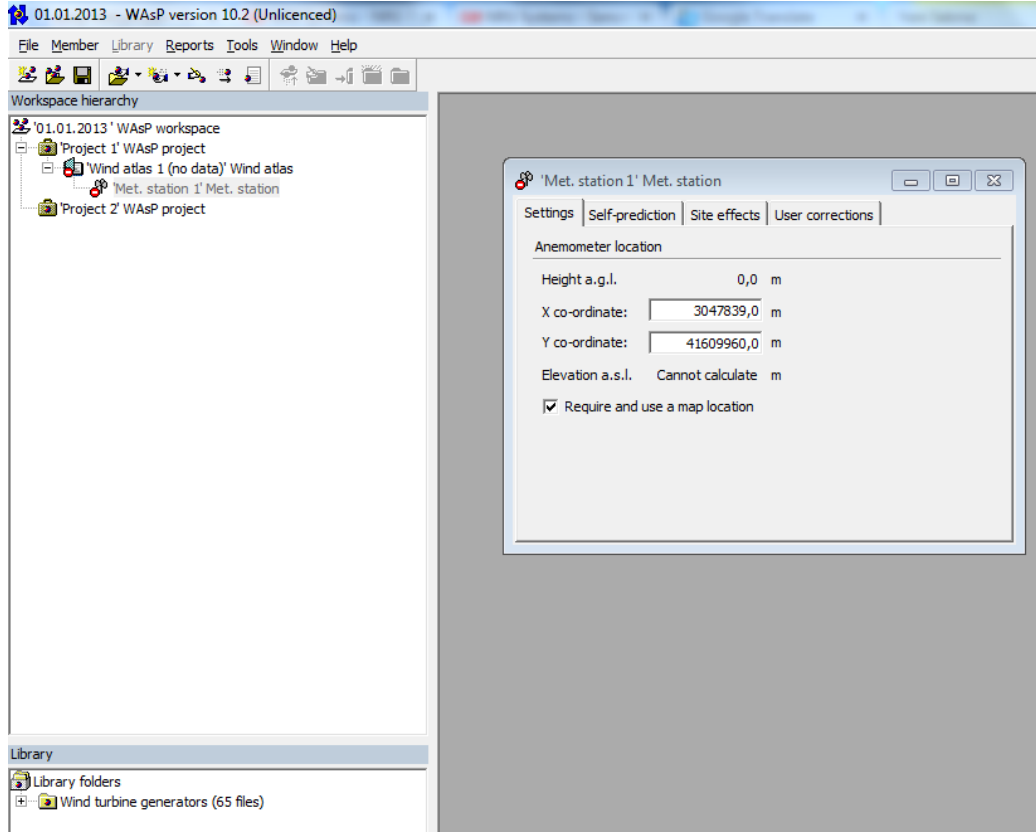 01.01.2013 - WAsP version 10.2 (Unlicenced)
File Member Library Reports Tools Window Help
Workspace hierarchy
'01.01.2013' WAsP workspace
'Project 1' WAsP project
'Wind atlas 1 (no data)' Wind atlas
'Met. station 1' Met. station
'Project 2' WAsP project
'Met. station 1' Met. station
Settings Self-prediction Site effects User corrections
Anemometer location
Height a.g.l. 0,0 m
X co-ordinate: 3047839,0 m
Y co-ordinate: 41609960,0 m
Elevation a.s.l. Cannot calculate m
Require and use a map location
Library
Library folders
Wind turbine generators (65 files)